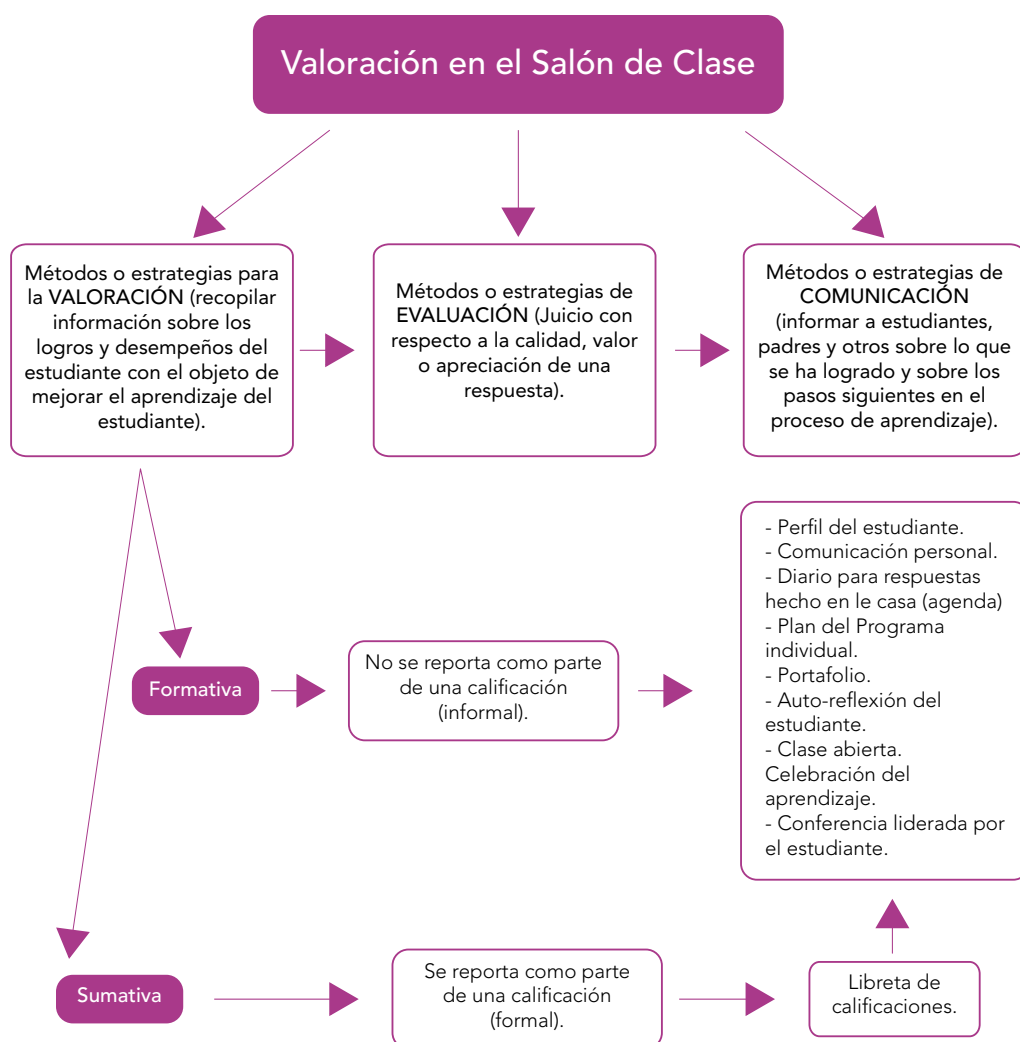 Valoración en el Salón de Clase
Métodos o estrategias para
la VALORACIÓN (recopilar
información sobre los
logros y desempeños del
estudiante con el objeto de
mejorar el aprendizaje del
estudiante).
Métodos o estrategias de
EVALUACIÓN (Juicio con
respecto a la calidad, valor
o apreciación de una
respuesta).
Métodos o estrategias de
COMUNICACIÓN
(informar a estudiantes,
padres y otros sobre lo que
se ha logrado y sobre los
pasos siguientes en el
proceso de aprendizaje).
Formativa
No se reporta como parte
de una calificación
(informal).
- Perfil del estudiante.
- Comunicación personal.
- Diario para respuestas
hecho en le casa (agenda)
- Plan del Programa
individual.
- Portafolio.
- Auto-reflexión del
estudiante.
- Clase abierta.
Celebración del
aprendizaje.
- Conferencia liderada por
el estudiante.
Sumativa
Se reporta como parte
de una calificación
(formal).
Libreta de
calificaciones.